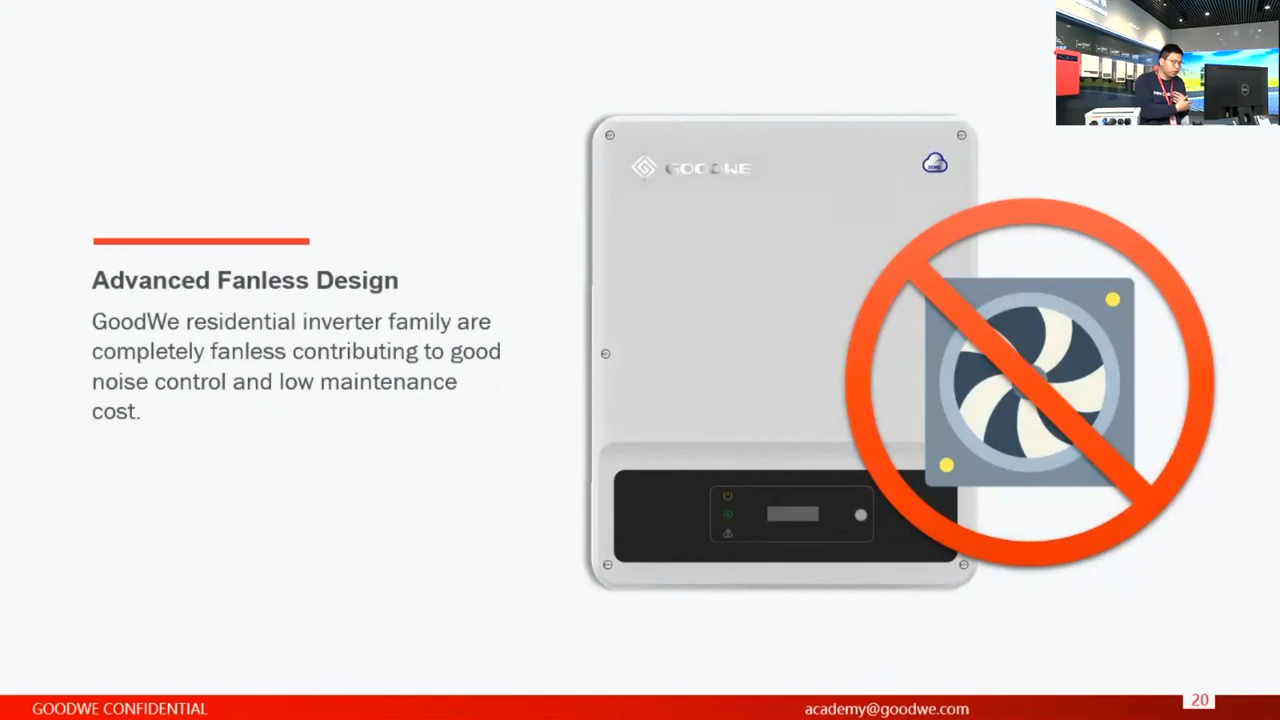 GOODWE
Advanced Fanless Design
GoodWe residential inverter family are
completely fanless contributing to good
noise control and low maintenance
cost.
GOODWE CONFIDENTIAL
academy@goodwe.com
20